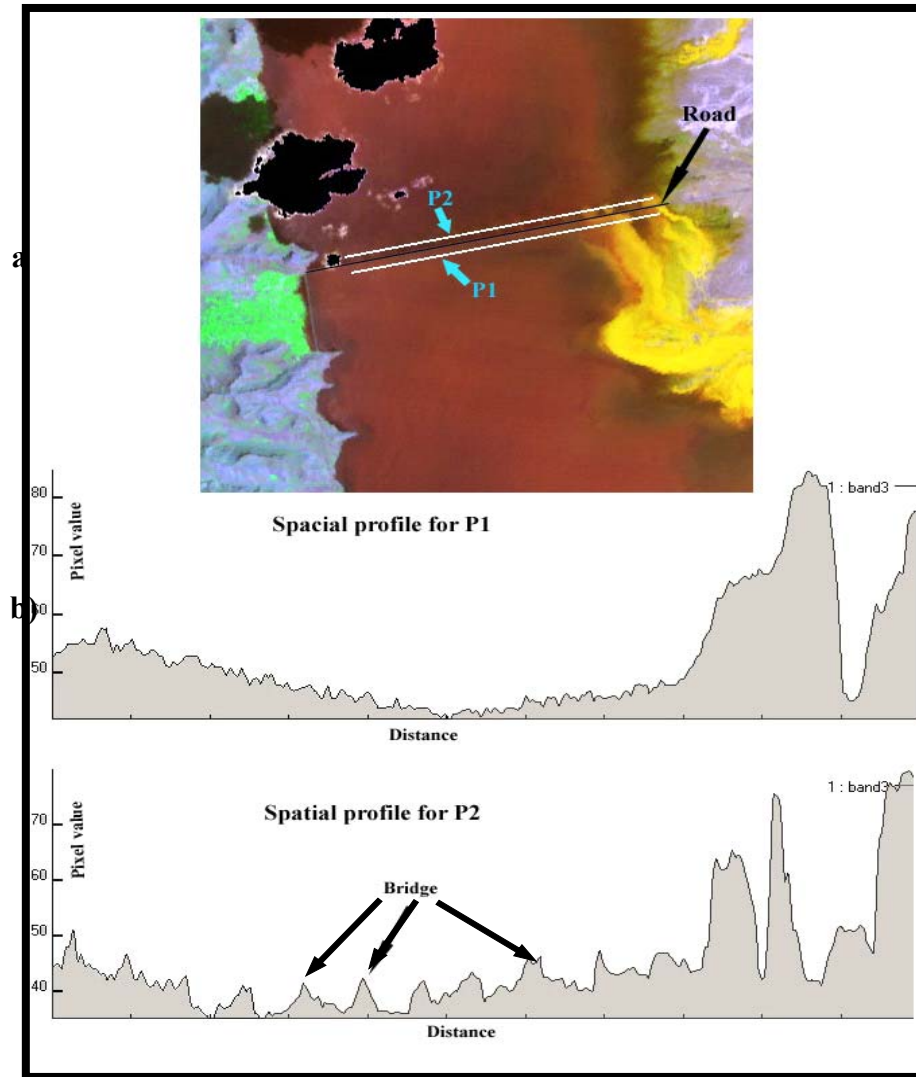 Road
P2
P1
a
1 : band3
80
70
60
50
Pixel value
Spacial profile for P1
b)
Distance
1 : band3
70
60
50
40
Pixel value
Spatial profile for P2
Bridge
Distance